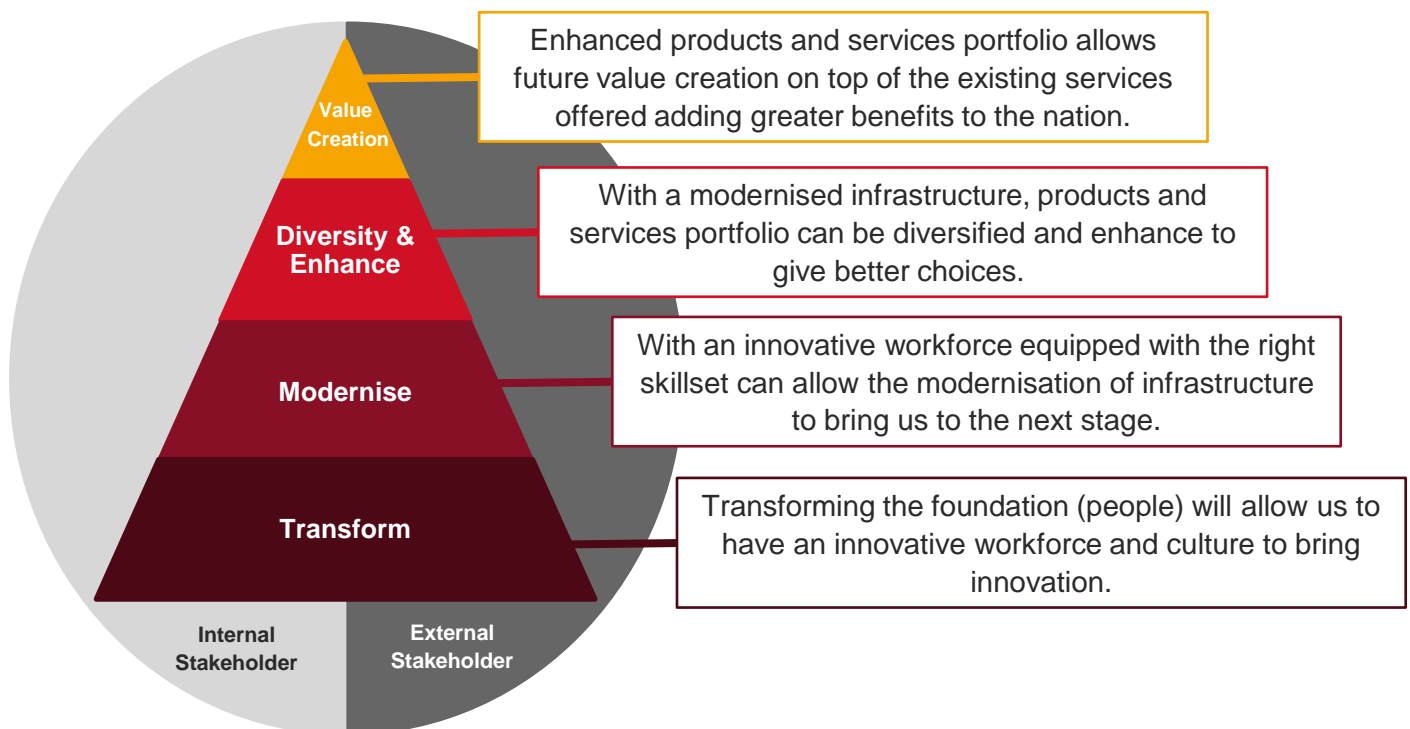 Value
Creation
Enhanced products and services portfolio allows
future value creation on top of the existing services
offered adding greater benefits to the nation.
Diversity &
Enhance
With a modernised infrastructure, products and
services portfolio can be diversified and enhance to
give better choices.
Modernise
With an innovative workforce equipped with the right
skillset can allow the modernisation of infrastructure
to bring us to the next stage.
Transform
Transforming the foundation (people) will allow us to
have an innovative workforce and culture to bring
innovation.
Internal
Stakeholder
External
Stakeholder